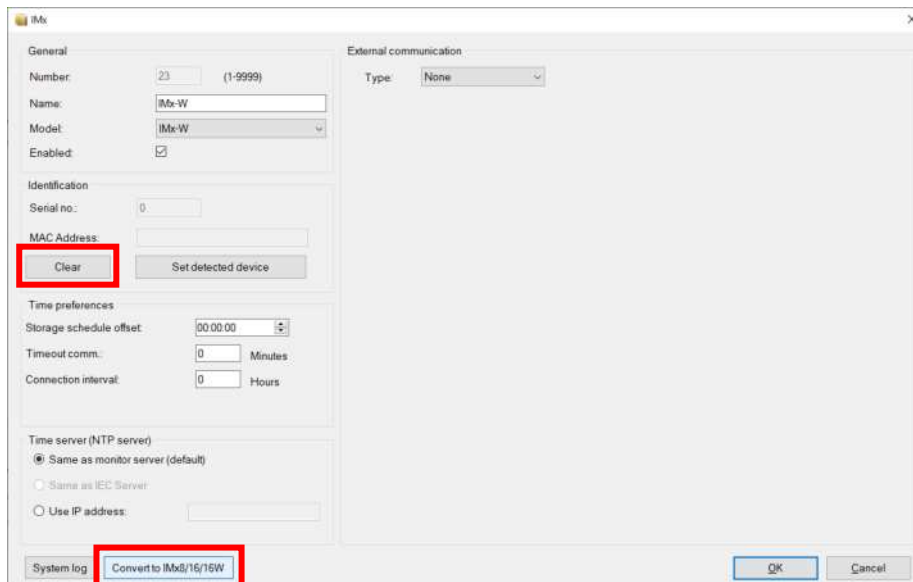 IMx
General
Number: 23 (1-9999)
Name: IMx-W
Model: IMx-W
Enabled:
Identification
Serial no.: 0
MAC Address:
Clear Set detected device
Time preferences
Storage schedule offset: 00:00:00
Timeout comm.: 0 Minutes
Connection interval: 0 Hours
Time server (NTP server)
Same as monitor server (default)
Same as IEC Server
Use IP address:
System log Convert to IMx8/16/16W
External communication
Type: None
OK Cancel